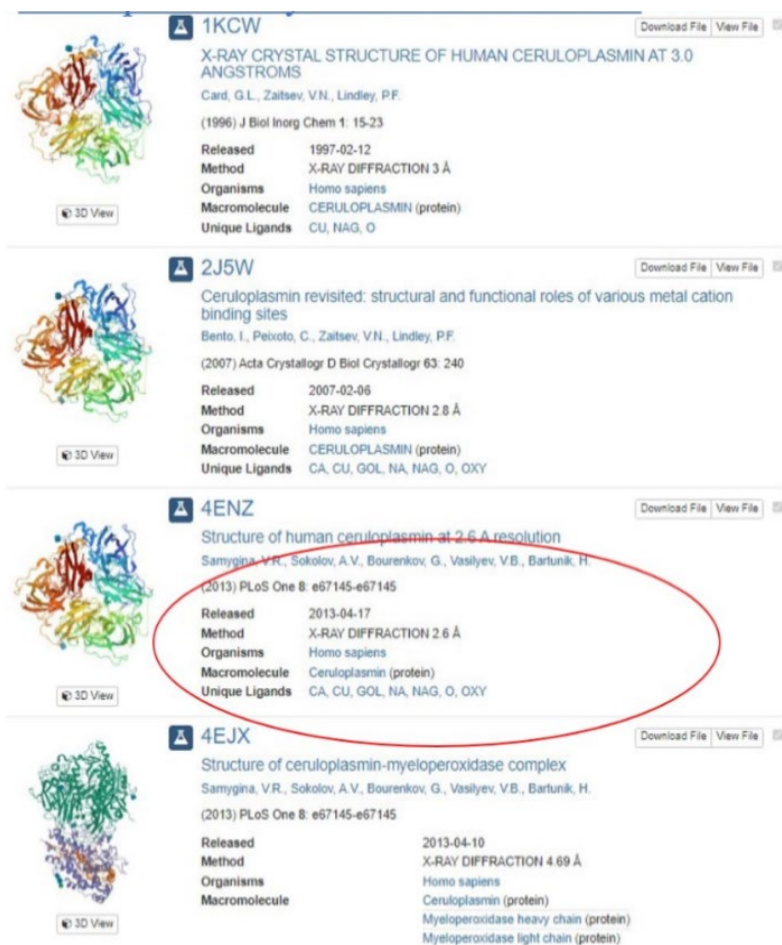 1KCW
Download File View File
X-RAY CRYSTAL STRUCTURE OF HUMAN CERULOPLASMIN AT 3.0
ANGSTROMS
Card, G.L., Zaitsev, V.N., Lindley, P.F.
(1996) J Biol Inorg Chem 1: 15-23
Released 1997-02-12
Method X-RAY DIFFRACTION 3 Å
Organisms Homo sapiens
Macromolecule CERULOPLASMIN (protein)
Unique Ligands CU, NAG, O
3D View
2J5W
Download File View File
Ceruloplasmin revisited: structural and functional roles of various metal cation
binding sites
Bento, I., Peixoto, C., Zaitsev, V.N., Lindley, P.F.
(2007) Acta Crystallogr D Biol Crystallogr 63: 240
Released 2007-02-06
Method X-RAY DIFFRACTION 2.8 Å
Organisms Homo sapiens
Macromolecule CERULOPLASMIN (protein)
Unique Ligands CA, CU, GOL, NA, NAG, O, OXY
3D View
4ENZ
Download File View File
Structure of human ceruloplasmin at 2.6 A resolution
Samygina, V.R., Sokolov, A.V., Bourenkov, G., Vasilyev, V.B., Bartunik, H.
(2013) PLoS One 8: e67145-e67145
Released 2013-04-17
Method X-RAY DIFFRACTION 2.6 Å
Organisms Homo sapiens
Macromolecule Ceruloplasmin (protein)
Unique Ligands CA, CU, GOL, NA, NAG, O, OXY
3D View
4EJX
Download File View File
Structure of ceruloplasmin-myeloperoxidase complex
Samygina, V.R., Sokolov, A.V., Bourenkov, G., Vasilyev, V.B., Bartunik, H.
(2013) PLoS One 8: e67145-e67145
Released 2013-04-10
Method X-RAY DIFFRACTION 4.69 Å
Organisms Homo sapiens
Macromolecule Ceruloplasmin (protein)
Myeloperoxidase heavy chain (protein)
3D View
Myeloperoxidase light chain (protein)